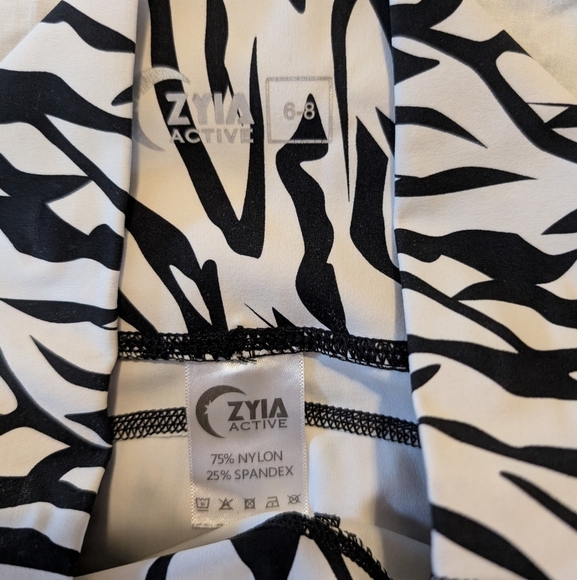 ZYIA
ACTIVE
6-8
ZYIA
ACTIVE
75% NYLON
25% SPANDEX